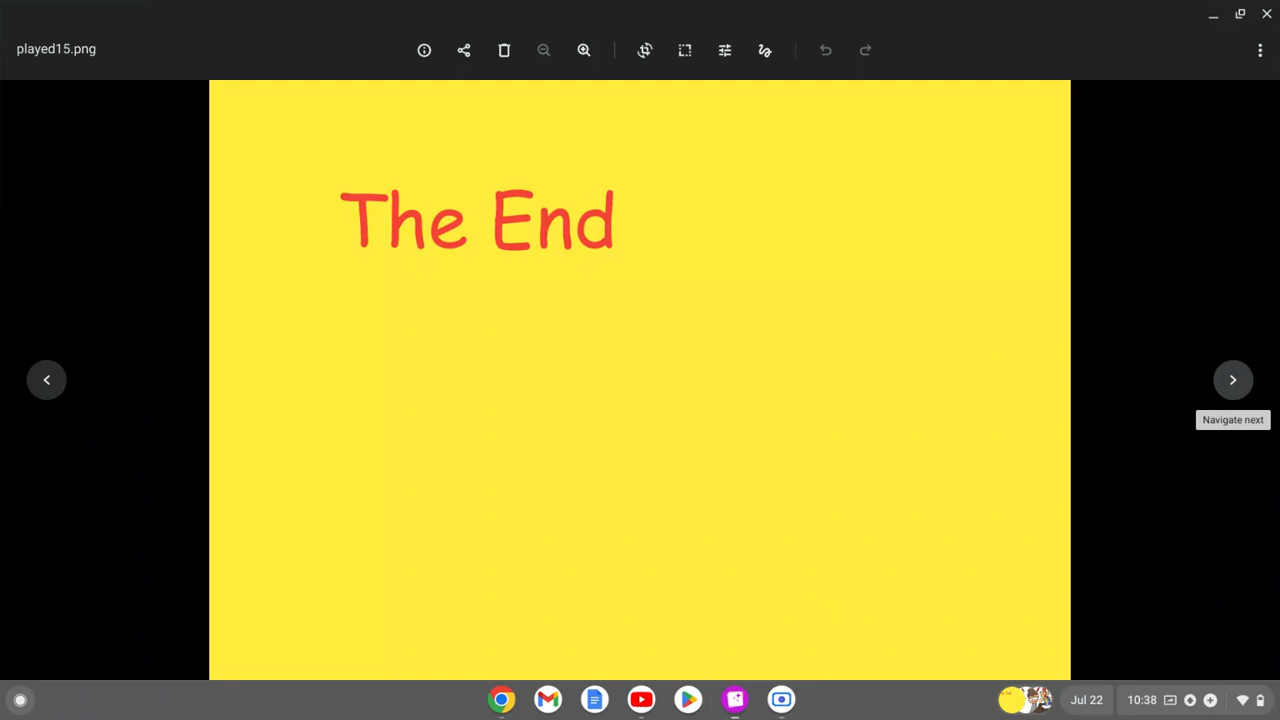 played15.png
The End
Navigate next
Jul 22
10:38